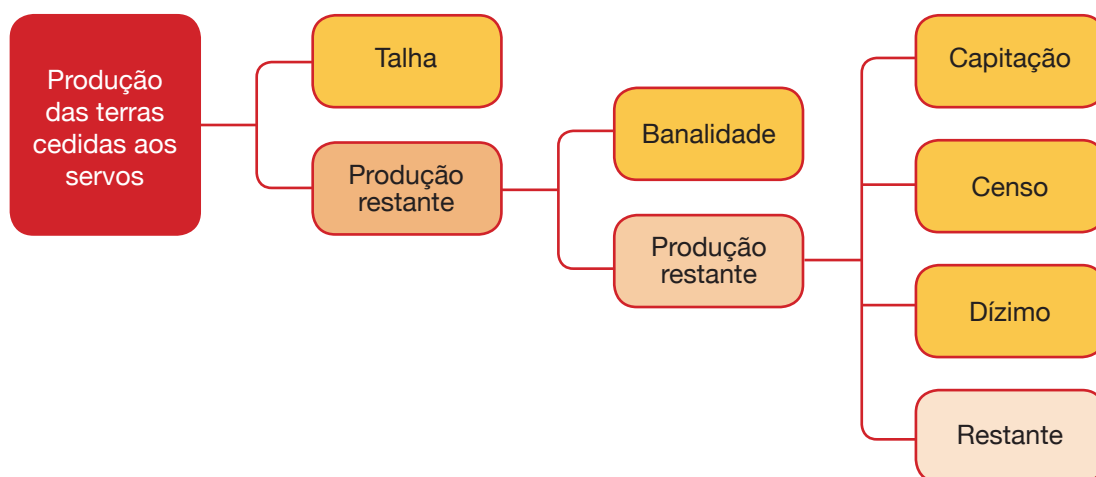 Produção
das terras
cedidas aos
servos
Talha
Produção
restante
Banalidade
Produção
restante
Capitação
Censo
Dízimo
Restante